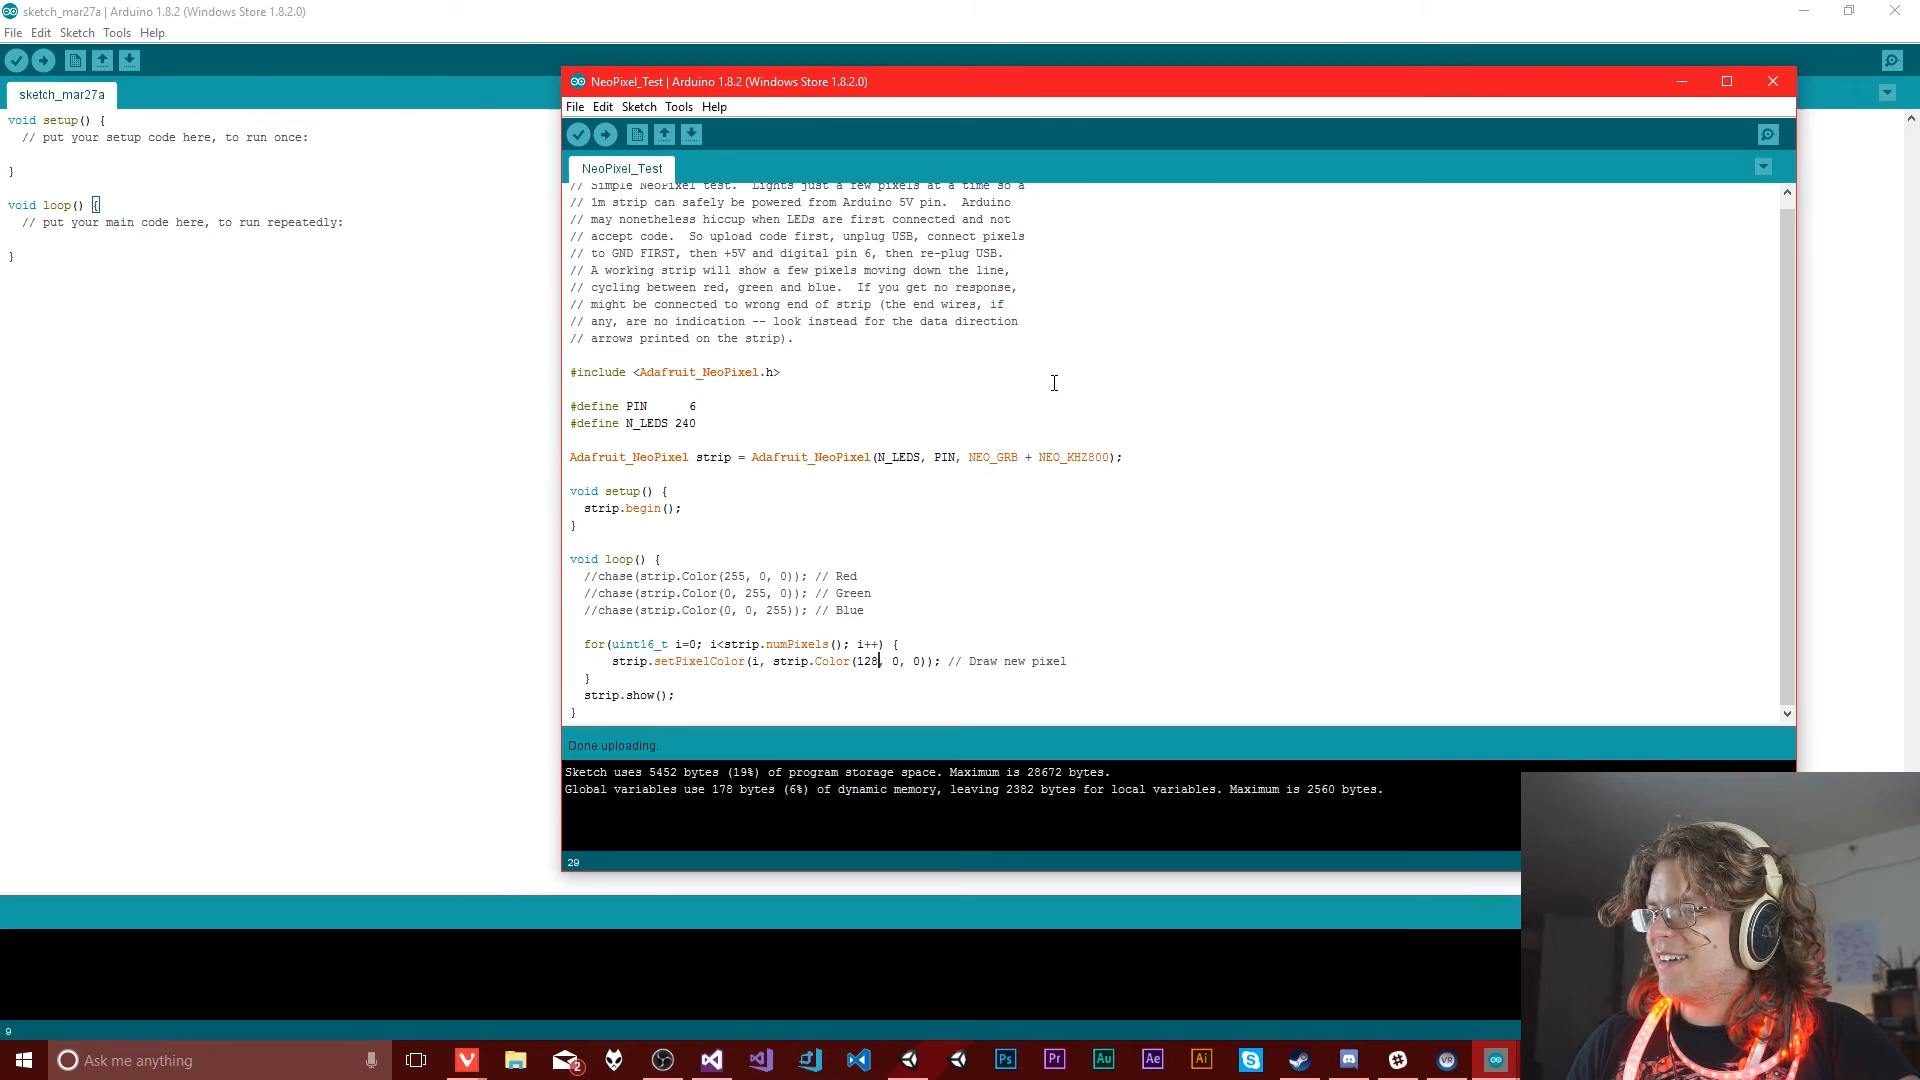 sketch_mar27a | Arduino 1.8.2 (Windows Store 1.8.2.0)
File Edit Sketch Tools Help
sketch_mar27a
void setup() {
// put your setup code here, to run once:
}
void loop() {
// put your main code here, to run repeatedly:
}
NeoPixel_Test | Arduino 1.8.2 (Windows Store 1.8.2.0)
File Edit Sketch Tools Help
NeoPixel_Test
// Simple NeoPixel test. Lights just a few pixels at a time so a
// 1m strip can safely be powered from Arduino 5V pin. Arduino
// may nonetheless hiccup when LEDs are first connected and not
// accept code. So upload code first, unplug USB, connect pixels
// to GND FIRST, then +5V and digital pin 6, then re-plug USB.
// A working strip will show a few pixels moving down the line,
// cycling between red, green and blue. If you get no response,
// might be connected to wrong end of strip (the end wires, if
// any, are no indication -- look instead for the data direction
// arrows printed on the strip).
#include <Adafruit_NeoPixel.h>
#define PIN 6
#define N_LEDS 240
Adafruit_NeoPixel strip = Adafruit_NeoPixel(N_LEDS, PIN, NEO_GRB + NEO_KHZ800);
void setup() {
strip.begin();
}
void loop() {
//chase(strip.Color(255, 0, 0)); // Red
//chase(strip.Color(0, 255, 0)); // Green
//chase(strip.Color(0, 0, 255)); // Blue
for(uint16_t i=0; i<strip.numPixels(); i++) {
strip.setPixelColor(i, strip.Color(128, 0, 0)); // Draw new pixel
}
strip.show();
}
Done uploading.
Sketch uses 5452 bytes (19%) of program storage space. Maximum is 28672 bytes.
Global variables use 178 bytes (6%) of dynamic memory, leaving 2382 bytes for local variables. Maximum is 2560 bytes.
29
9
Ask me anything
2
Ps
Pr
Au
Ae
Ai
VR